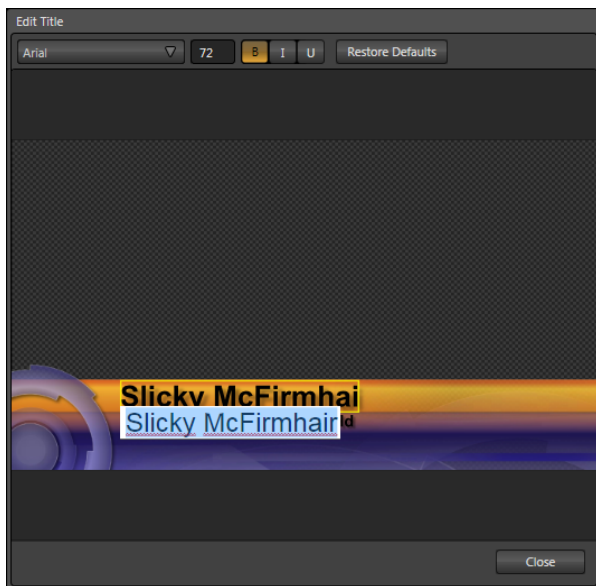 Edit Title
Arial 72 B I U Restore Defaults
Slicky McFirmhai
Slicky McFirmhair
Close